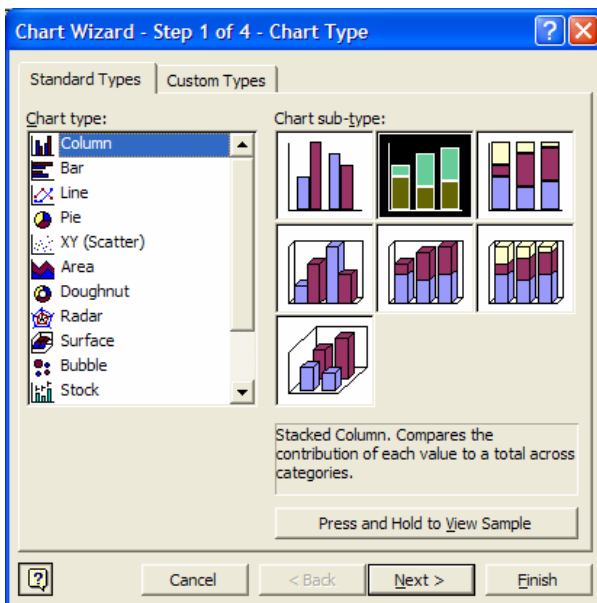 Chart Wizard - Step 1 of 4 - Chart Type
Standard Types
Custom Types
Chart type:
Column
Bar
Line
Pie
XY (Scatter)
Area
Doughnut
Radar
Surface
Bubble
Stock
Chart sub-type:
Stacked Column. Compares the
contribution of each value to a total across
categories.
Press and Hold to View Sample
Cancel
< Back
Next >
Finish